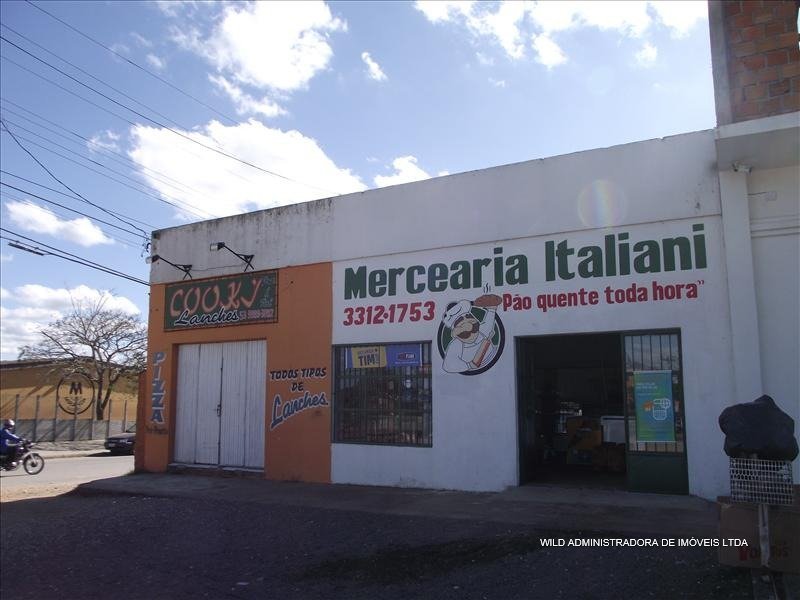 COOKJ
Lanches
PIZZA
TODOS TIPOS
DE
Lanches
TIM
Mercearia Italiani
3312-1753
Pão quente toda hora"
M
WILD ADMINISTRADORA DE IMÓVEIS LTDA